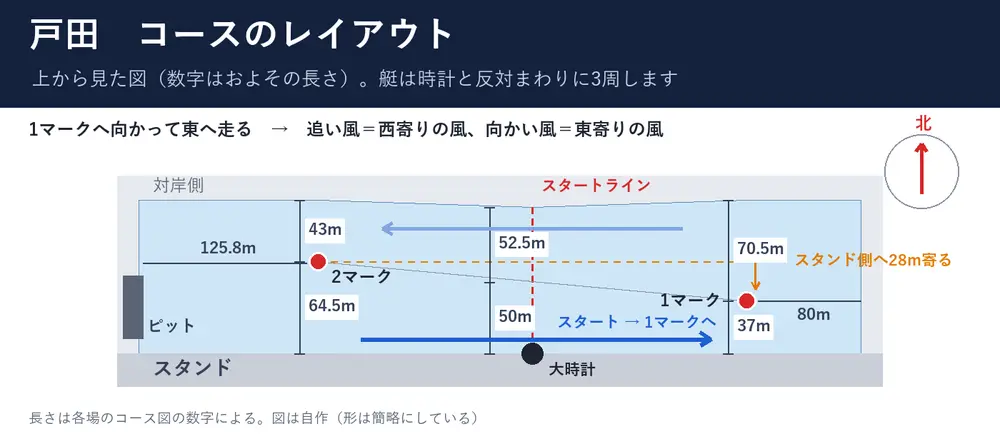 戸田　コースのレイアウト
上から見た図（数字はおよその長さ）。艇は時計と反対まわりに3周します
1マークへ向かって東へ走る　→　追い風＝西寄りの風、向かい風＝東寄りの風
北
対岸側
スタートライン
43m
52.5m
70.5m
125.8m
スタンド側へ28m寄る
2マーク
1マーク
64.5m
50m
スタート → 1マークへ
37m
80m
ピット
スタンド
大時計
長さは各場のコース図の数字による。図は自作（形は簡略にしている）